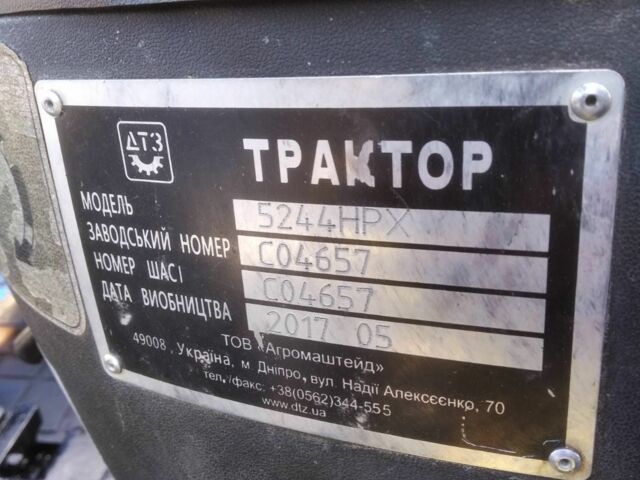 ДТЗ
ТРАКТОР
МОДЕЛЬ 5244HPX
ЗАВОДСЬКИЙ НОМЕР C04657
НОМЕР ШАСІ C04657
ДАТА ВИОБНИЦТВА 2017 05
ТОВ "Агромаштейд"
49008, Україна, м. Дніпро, вул. Надії Алексєєнко, 70
тел./факс: +38(0562)344-555
www.dtz.ua